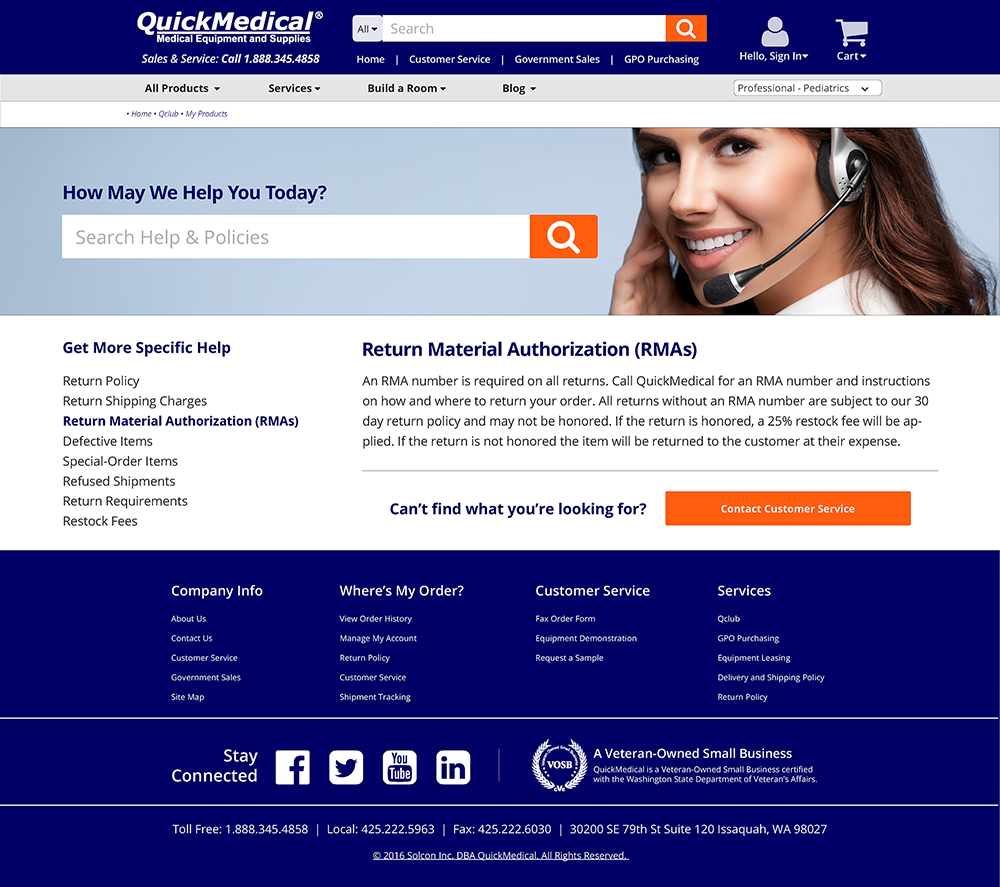 QuickMedical®
Medical Equipment and Supplies
Sales & Service: Call 1.888.345.4858
All
Search
Home | Customer Service | Government Sales | GPO Purchasing
Hello, Sign In
Cart
All Products
Services
Build a Room
Blog
Professional - Pediatrics
• Home • Qclub • My Products
How May We Help You Today?
Search Help & Policies
Get More Specific Help
Return Policy
Return Shipping Charges
Return Material Authorization (RMAs)
Defective Items
Special-Order Items
Refused Shipments
Return Requirements
Restock Fees
Return Material Authorization (RMAs)
An RMA number is required on all returns. Call QuickMedical for an RMA number and instructions
on how and where to return your order. All returns without an RMA number are subject to our 30
day return policy and may not be honored. If the return is honored, a 25% restock fee will be ap-
plied. If the return is not honored the item will be returned to the customer at their expense.
Can’t find what you’re looking for?
Contact Customer Service
Company Info
About Us
Contact Us
Customer Service
Government Sales
Site Map
Where’s My Order?
View Order History
Manage My Account
Return Policy
Customer Service
Shipment Tracking
Customer Service
Fax Order Form
Equipment Demonstration
Request a Sample
Services
Qclub
GPO Purchasing
Equipment Leasing
Delivery and Shipping Policy
Return Policy
Stay
Connected
You
Tube
in
VOSB
CVE
A Veteran-Owned Small Business
QuickMedical is a Veteran-Owned Small Business certified
with the Washington State Department of Veteran’s Affairs.
Toll Free: 1.888.345.4858 | Local: 425.222.5963 | Fax: 425.222.6030 | 30200 SE 79th St Suite 120 Issaquah, WA 98027
© 2016 Solcon Inc. DBA QuickMedical. All Rights Reserved.